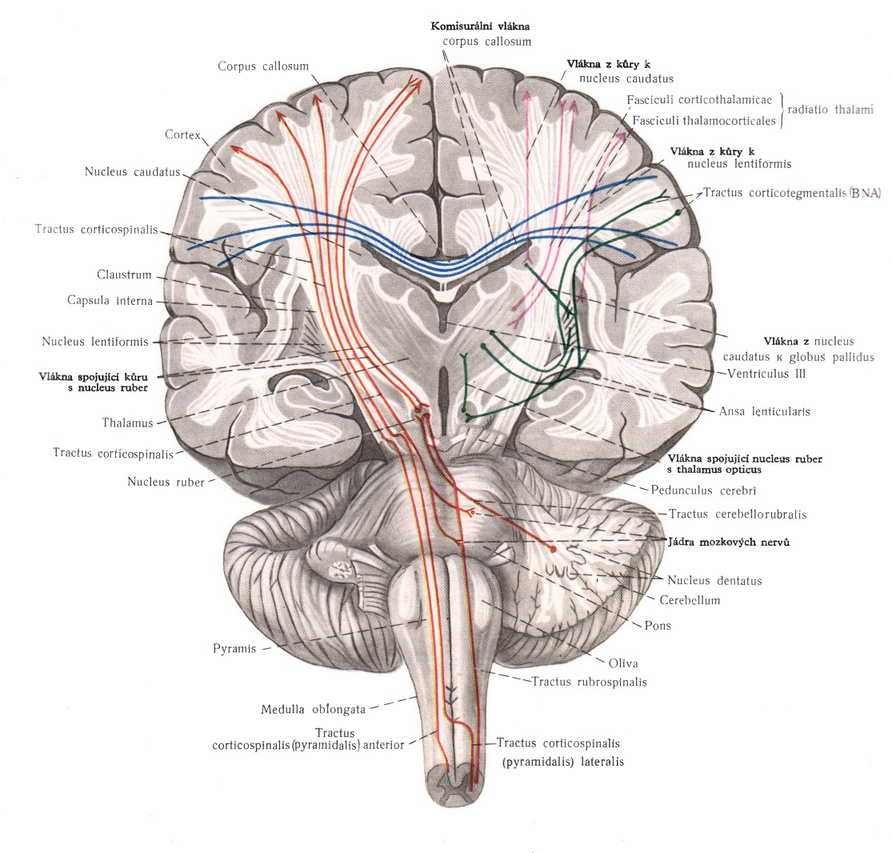 Komisurální vlákna
corpus callosum
Corpus callosum
Vlákna z kůry k
nucleus caudatus
Fasciculi corticothalamicae
Fasciculi thalamocorticales
radiatio thalami
Cortex
Vlákna z kůry k
nucleus lentiformis
Nucleus caudatus
Tractus corticotegmentalis (BNA)
Tractus corticospinalis
Claustrum
Capsula interna
Nucleus lentiformis
Vlákna z nucleus
caudatus к globus pallidus
Ventriculus III
Vlákna spojující kůru
s nucleus ruber
Ansa lenticularis
Thalamus
Tractus corticospinalis
Vlákna spojující nucleus ruber
s thalamus opticus
Nucleus ruber
Pedunculus cerebri
Tractus cerebellorubralis
Jádra mozkových nervů
Nucleus dentatus
Cerebellum
Pons
Pyramis
Oliva
Tractus rubrospinalis
Medulla oblongata
Tractus
corticospinalis (pyramidalis) anterior
Tractus corticospinalis
(pyramidalis) lateralis